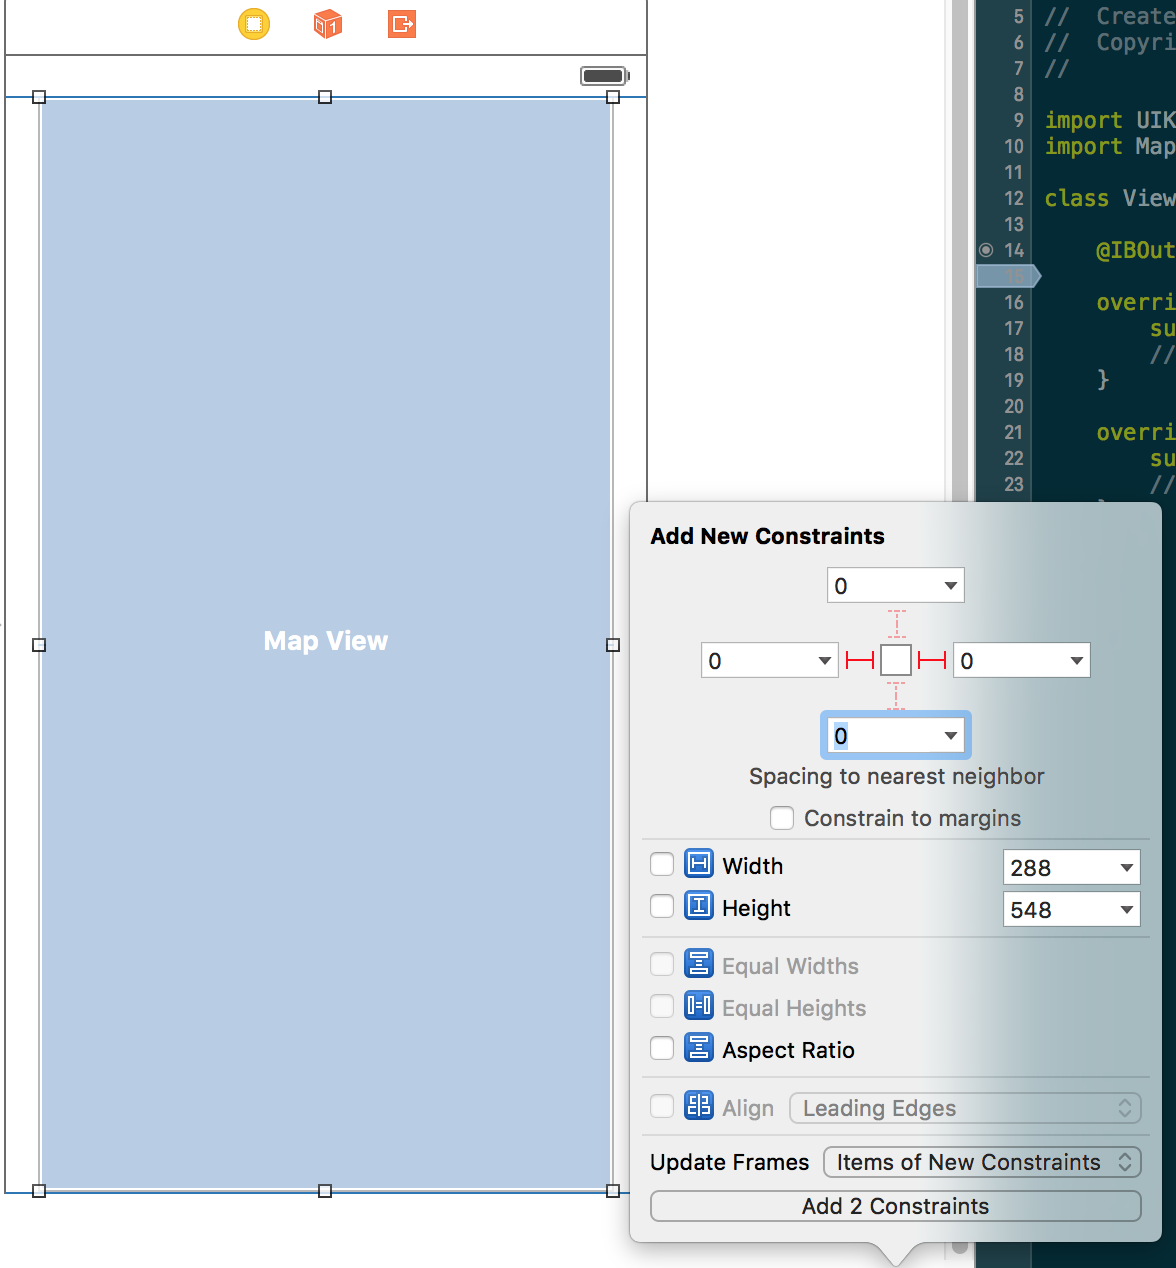 5 // Create
6 // Copyri
7 //
8
9 import UIK
10 import Map
11
12 class View
13
14 @IBOut
15
16 overri
17 su
18 //
19 }
20
21 overri
22 su
23 //
Map View
Add New Constraints
0
0 0
0
Spacing to nearest neighbor
Constrain to margins
Width 288
Height 548
Equal Widths
Equal Heights
Aspect Ratio
Align Leading Edges
Update Frames Items of New Constraints
Add 2 Constraints